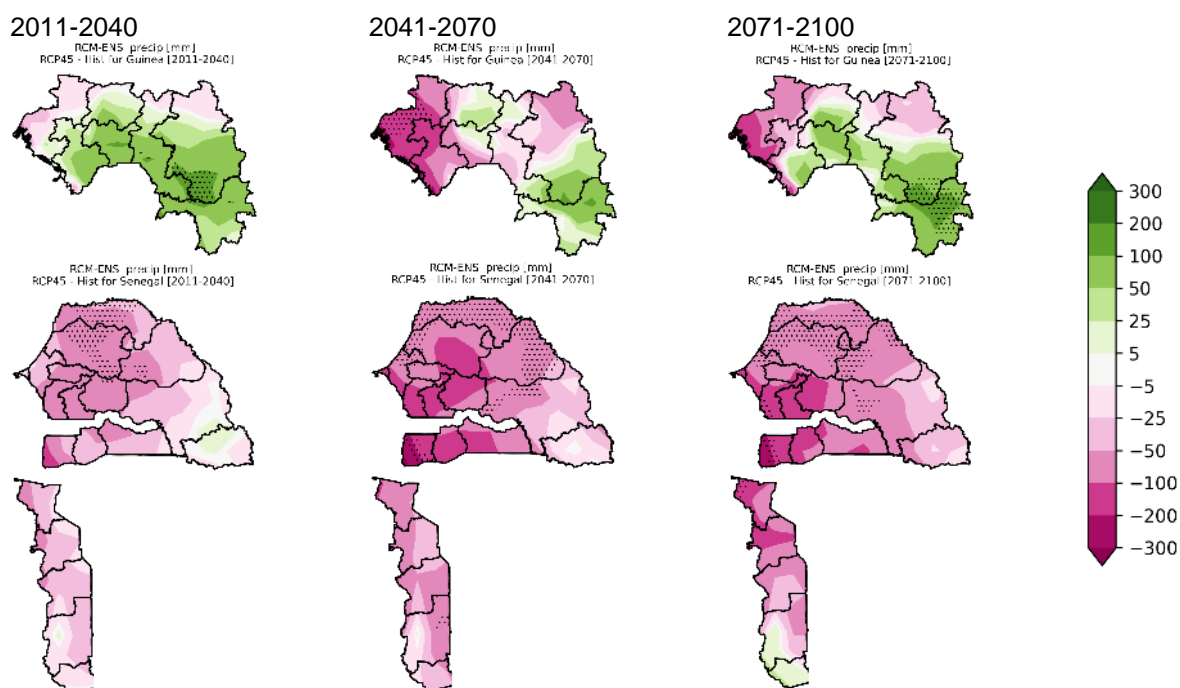 2011-2040
2041-2070
2071-2100
RCM-ENS precip [mm]
RCP45 - Hist for Guinea [2011-2040]
RCM-ENS precip [mm]
RCP45 - Hist for Guinea [2041-2070]
RCM-ENS precip [mm]
RCP45 - Hist for Guinea [2071-2100]
RCM-ENS precip [mm]
RCP45 - Hist for Senegal [2011-2040]
RCM-ENS precip [mm]
RCP45 - Hist for Senegal [2041-2070]
RCM-ENS precip [mm]
RCP45 - Hist for Senegal [2071-2100]
300
200
100
50
25
5
−5
−25
−50
−100
−200
−300